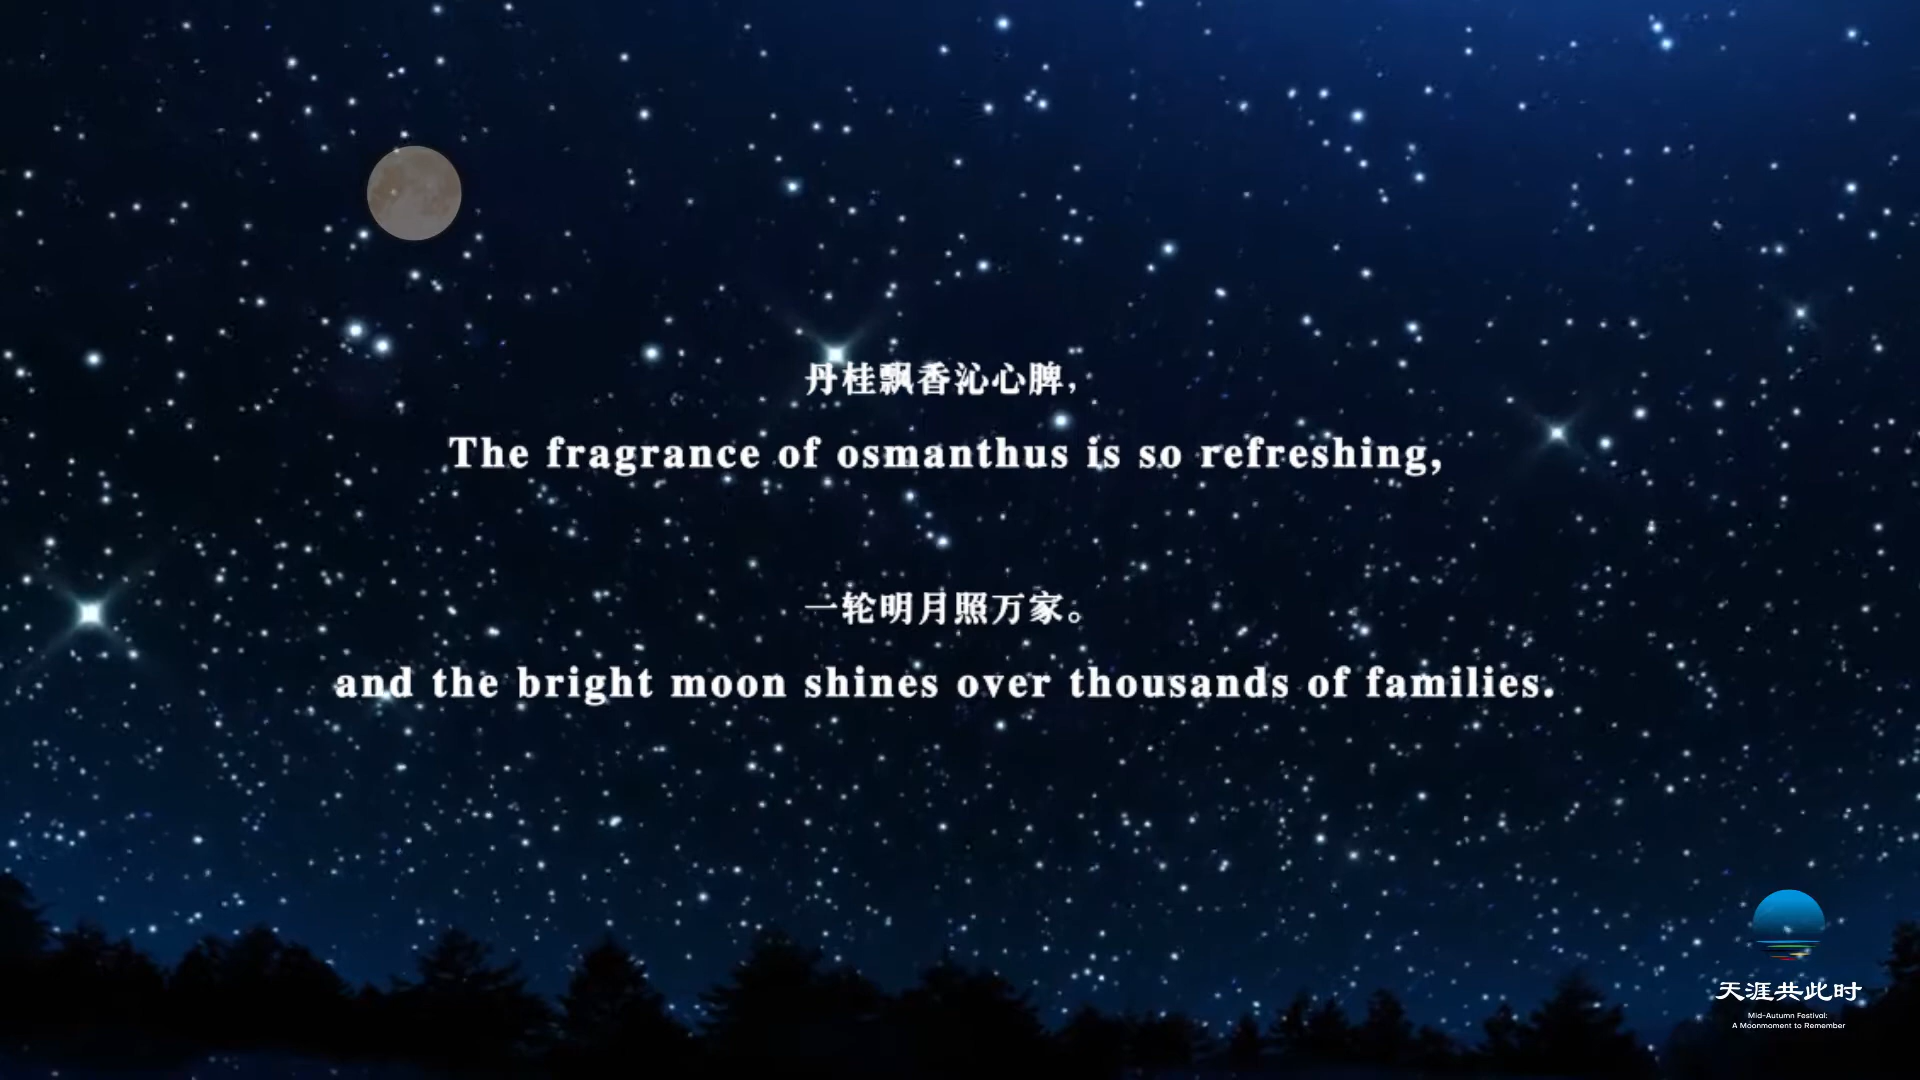 丹桂飘香沁心脾，
The fragrance of osmanthus is so refreshing,
一轮明月照万家。
and the bright moon shines over thousands of families.
天涯共此时
Mid-Autumn Festival:
A Moonmoment to Remember